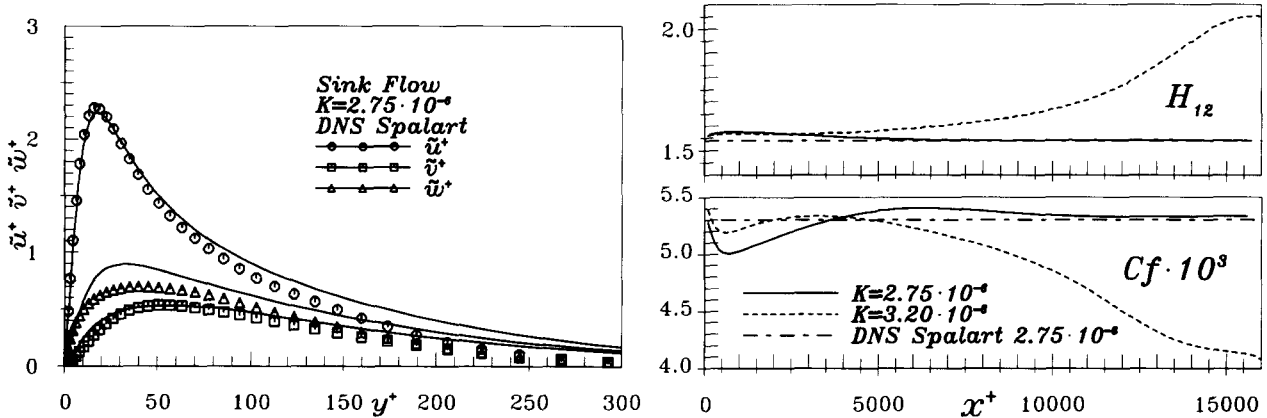 3
2
1
0
ũ⁺ ṽ⁺ w̃⁺
Sink Flow
K=2.75·10⁻⁶
DNS Spalart
ũ⁺
ṽ⁺
w̃⁺
0 50 100 150 y⁺ 200 250 300
2.0
1.5
H₁₂
5.5
5.0
4.5
4.0
Cf·10³
K=2.75·10⁻⁶
K=3.20·10⁻⁶
DNS Spalart 2.75·10⁻⁶
0 5000 x⁺ 10000 15000